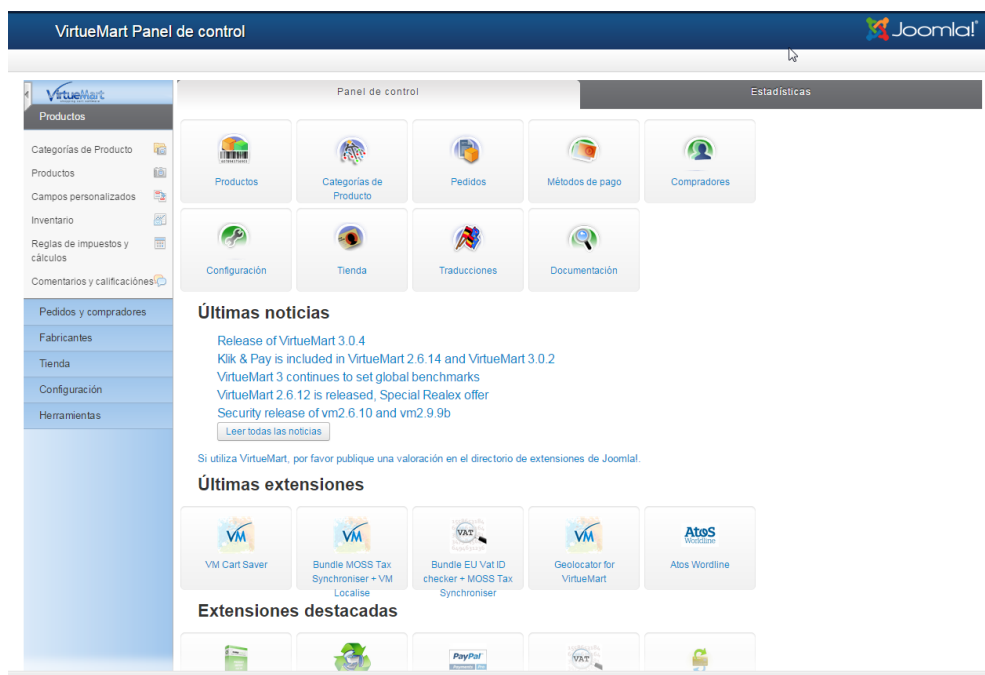 VirtueMart Panel de control
Joomla!
VirtueMart
Panel de control
Estadísticas
Productos
Categorías de Producto
Productos
Campos personalizados
Inventario
Reglas de impuestos y
cálculos
Comentarios y calificaciónes
Pedidos y compradores
Fabricantes
Tienda
Configuración
Herramientas
Productos
Categorías de
Producto
Pedidos
Métodos de pago
Compradores
Configuración
Tienda
Traducciones
Documentación
Últimas noticias
Release of VirtueMart 3.0.4
Klik & Pay is included in VirtueMart 2.6.14 and VirtueMart 3.0.2
VirtueMart 3 continues to set global benchmarks
VirtueMart 2.6.12 is released, Special Realex offer
Security release of vm2.6.10 and vm2.9.9b
Leer todas las noticias
Si utiliza VirtueMart, por favor publique una valoración en el directorio de extensiones de Joomla!.
Últimas extensiones
VM
VM
VAT
VM
AtoS
Worldline
VM Cart Saver
Bundle MOSS Tax
Synchroniser + VM
Localise
Bundle EU Vat ID
checker + MOSS Tax
Synchroniser
Geolocator for
VirtueMart
Atos Wordline
Extensiones destacadas
PayPal
VAT